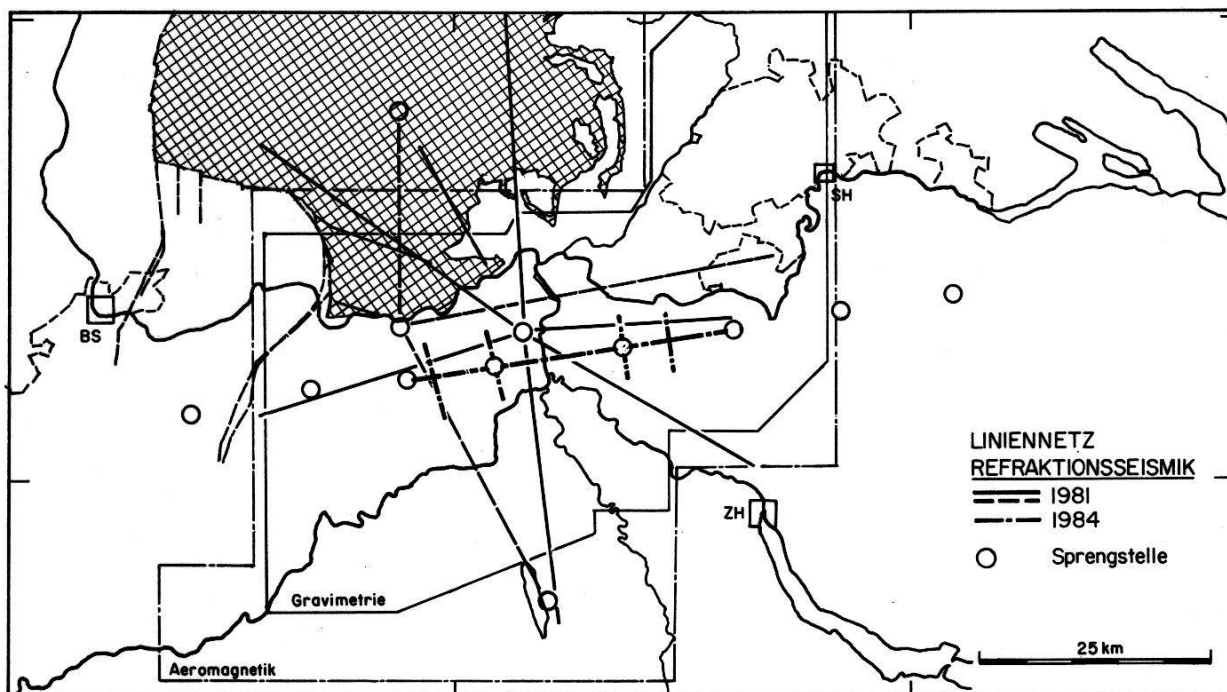 SH
BS
LINIENNETZ
REFRAKTIONSSEISMIK
1981
1984
ZH
Sprengstelle
Gravimetrie
25 km
Aeromagnetik